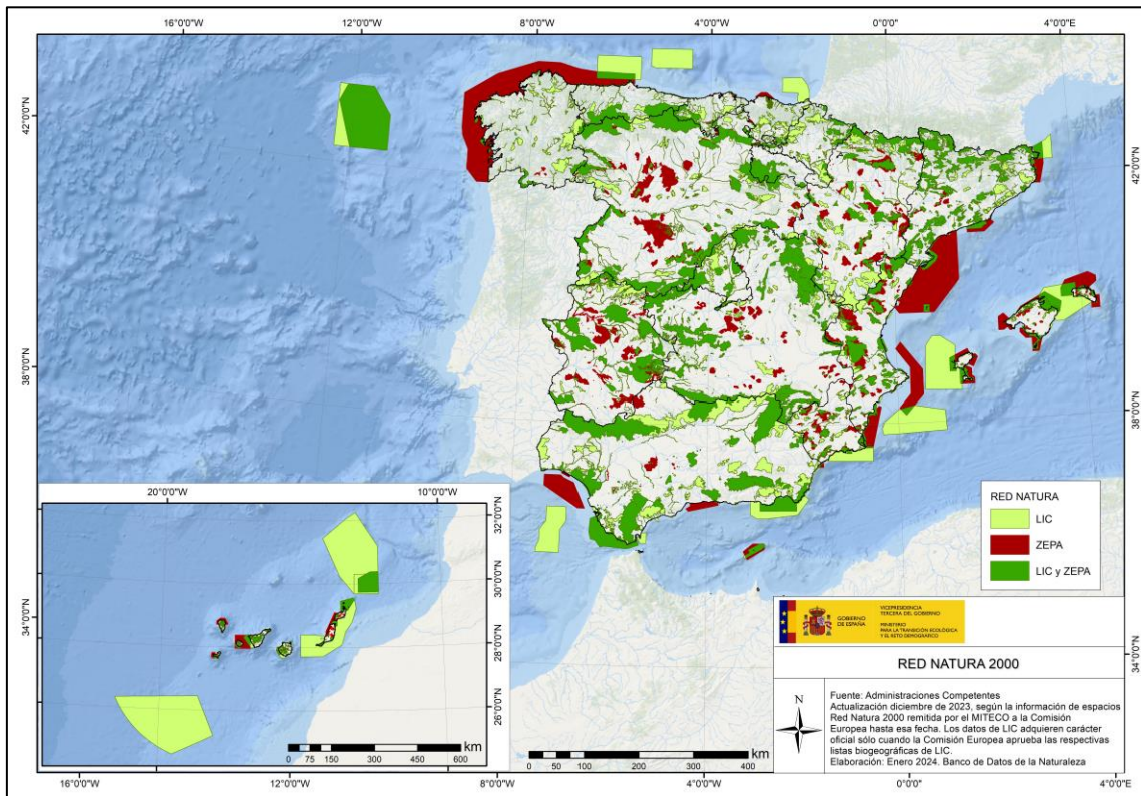 16°0'0"W 12°0'0"W 8°0'0"W 4°0'0"W 0°0'0" 4°0'0"E
42°0'0"N
42°0'0"N
38°0'0"N
38°0'0"N
34°0'0"N
34°0'0"N
20°0'0"W 10°0'0"W
32°0'0"N
30°0'0"N
28°0'0"N
26°0'0"N
km
0 75 150 300 450 600
km
0 50 100 200 300 400
RED NATURA
LIC
ZEPA
LIC y ZEPA
GOBIERNO
DE ESPAÑA
VICEPRESIDENCIA
TERCERA DEL GOBIERNO
MINISTERIO
PARA LA TRANSICIÓN ECOLÓGICA
Y EL RETO DEMOGRÁFICO
RED NATURA 2000
N
Fuente: Administraciones Competentes
Actualización diciembre de 2023, según la información de espacios
Red Natura 2000 remitida por el MITECO a la Comisión
Europea hasta esa fecha. Los datos de LIC adquieren carácter
oficial sólo cuando la Comisión Europea aprueba las respectivas
listas biogeográficas de LIC.
Elaboración: Enero 2024. Banco de Datos de la Naturaleza
16°0'0"W 12°0'0"W 8°0'0"W 4°0'0"W 0°0'0" 4°0'0"E